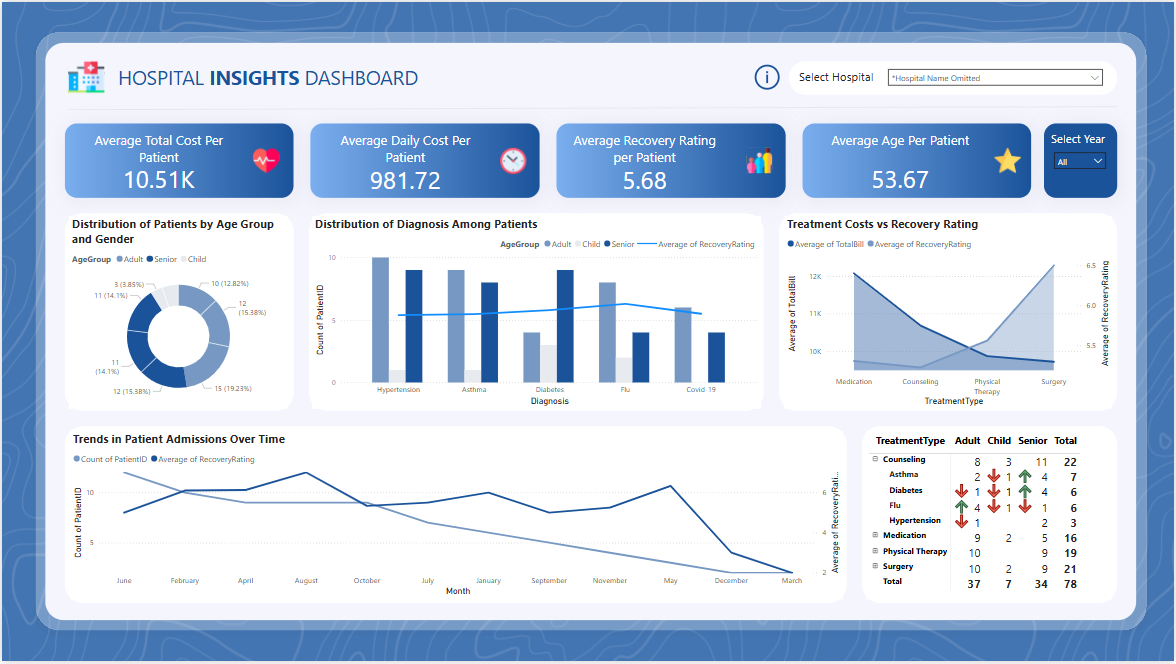 HOSPITAL INSIGHTS DASHBOARD
i
Select Hospital
*Hospital Name Omitted
Average Total Cost Per
Patient
10.51K
Average Daily Cost Per
Patient
981.72
Average Recovery Rating
per Patient
5.68
Average Age Per Patient
53.67
Select Year
All
Distribution of Patients by Age Group
and Gender
AgeGroup Adult Senior Child
3 (3.85%)
10 (12.82%)
11 (14.1%)
12
(15.38%)
11
(14.1%)
15 (19.23%)
12 (15.38%)
Distribution of Diagnosis Among Patients
AgeGroup Adult Child Senior Average of RecoveryRating
Count of PatientID
10
5
0
Hypertension Asthma Diabetes Flu Covid 19
Diagnosis
Treatment Costs vs Recovery Rating
Average of TotalBill Average of RecoveryRating
Average of TotalBill
12K
11K
10K
6.5
6.0
5.5
Average of RecoveryRating
Medication Counseling Physical Surgery
Therapy
TreatmentType
Trends in Patient Admissions Over Time
Count of PatientID Average of RecoveryRating
Count of PatientID
10
5
6
4
2
Average of RecoveryRati...
June February April August October July January September November May December March
Month
TreatmentType Adult Child Senior Total
Counseling 8 3 11 22
Asthma 2 1 4 7
Diabetes 1 1 4 6
Flu 4 1 1 6
Hypertension 1 2 3
Medication 9 2 5 16
Physical Therapy 10 9 19
Surgery 10 2 9 21
Total 37 7 34 78